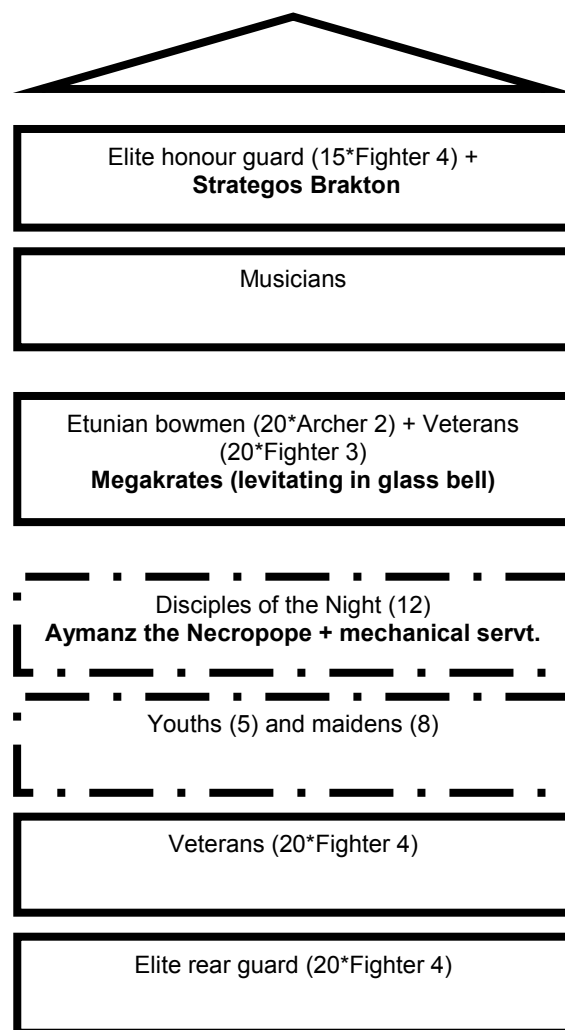 Elite honour guard (15*Fighter 4) +
Strategos Brakton
Musicians
Etunian bowmen (20*Archer 2) + Veterans
(20*Fighter 3)
Megakrates (levitating in glass bell)
Disciples of the Night (12)
Aymanz the Necropope + mechanical servt.
Youths (5) and maidens (8)
Veterans (20*Fighter 4)
Elite rear guard (20*Fighter 4)